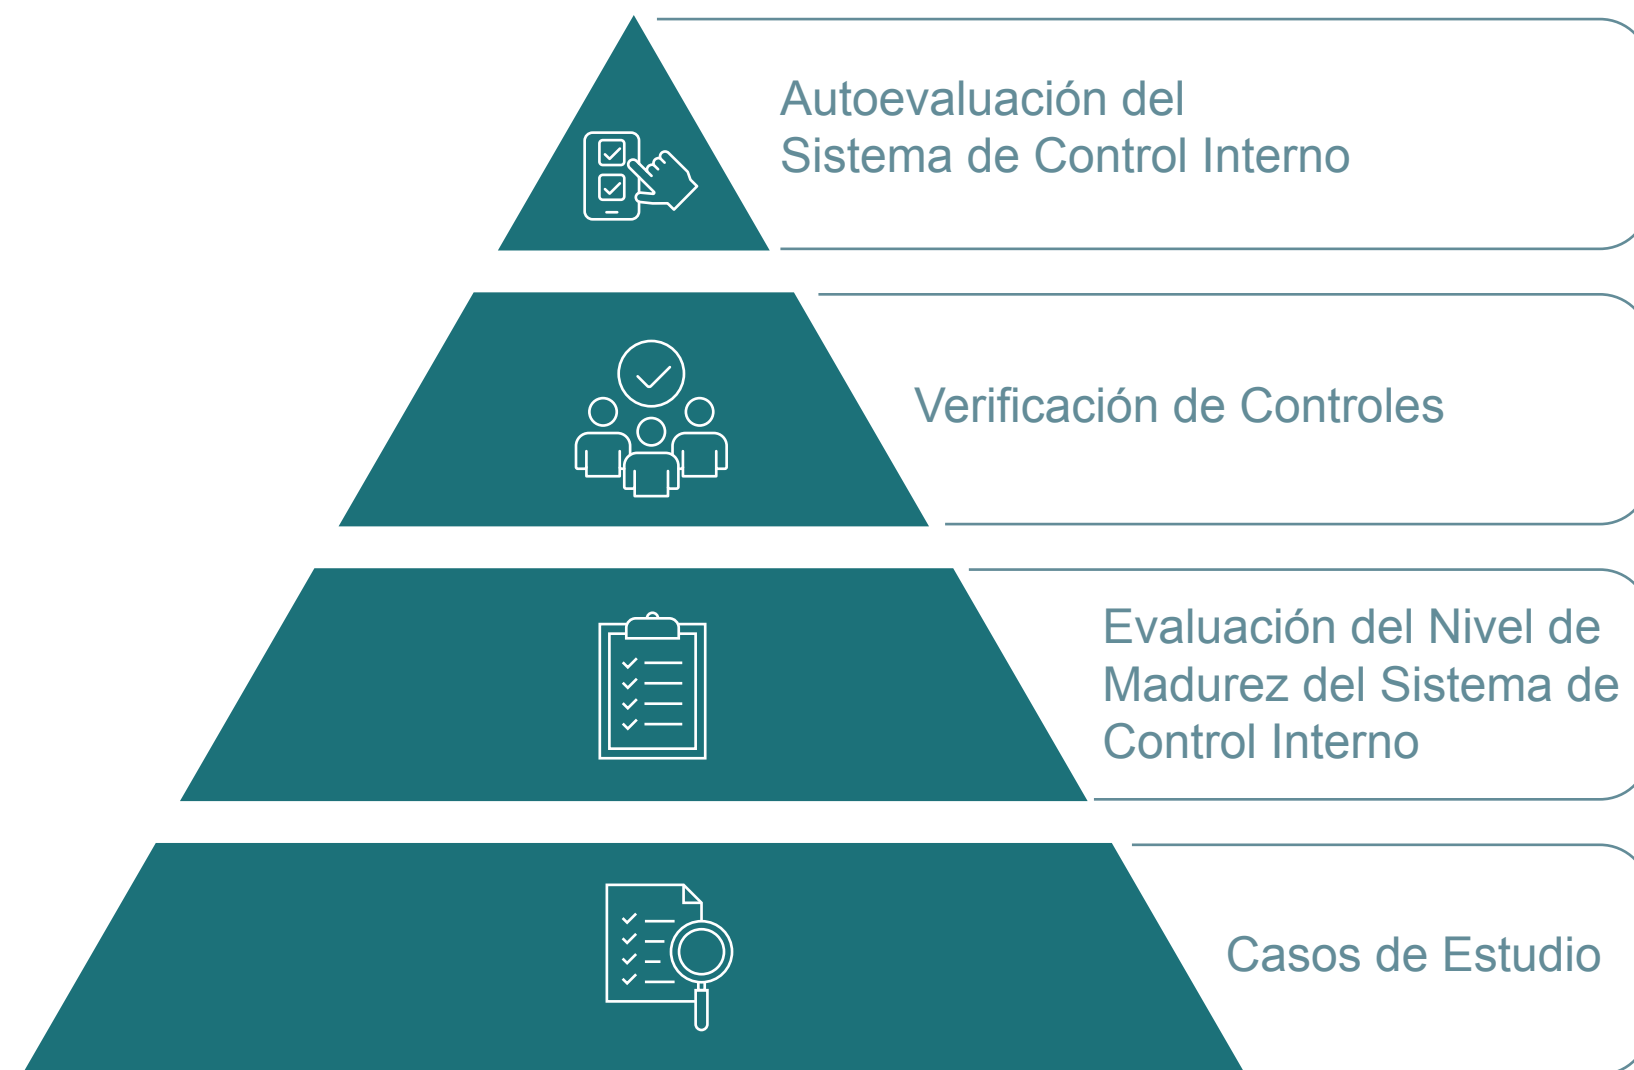 Autoevaluación del
Sistema de Control Interno
Verificación de Controles
Evaluación del Nivel de
Madurez del Sistema de
Control Interno
Casos de Estudio